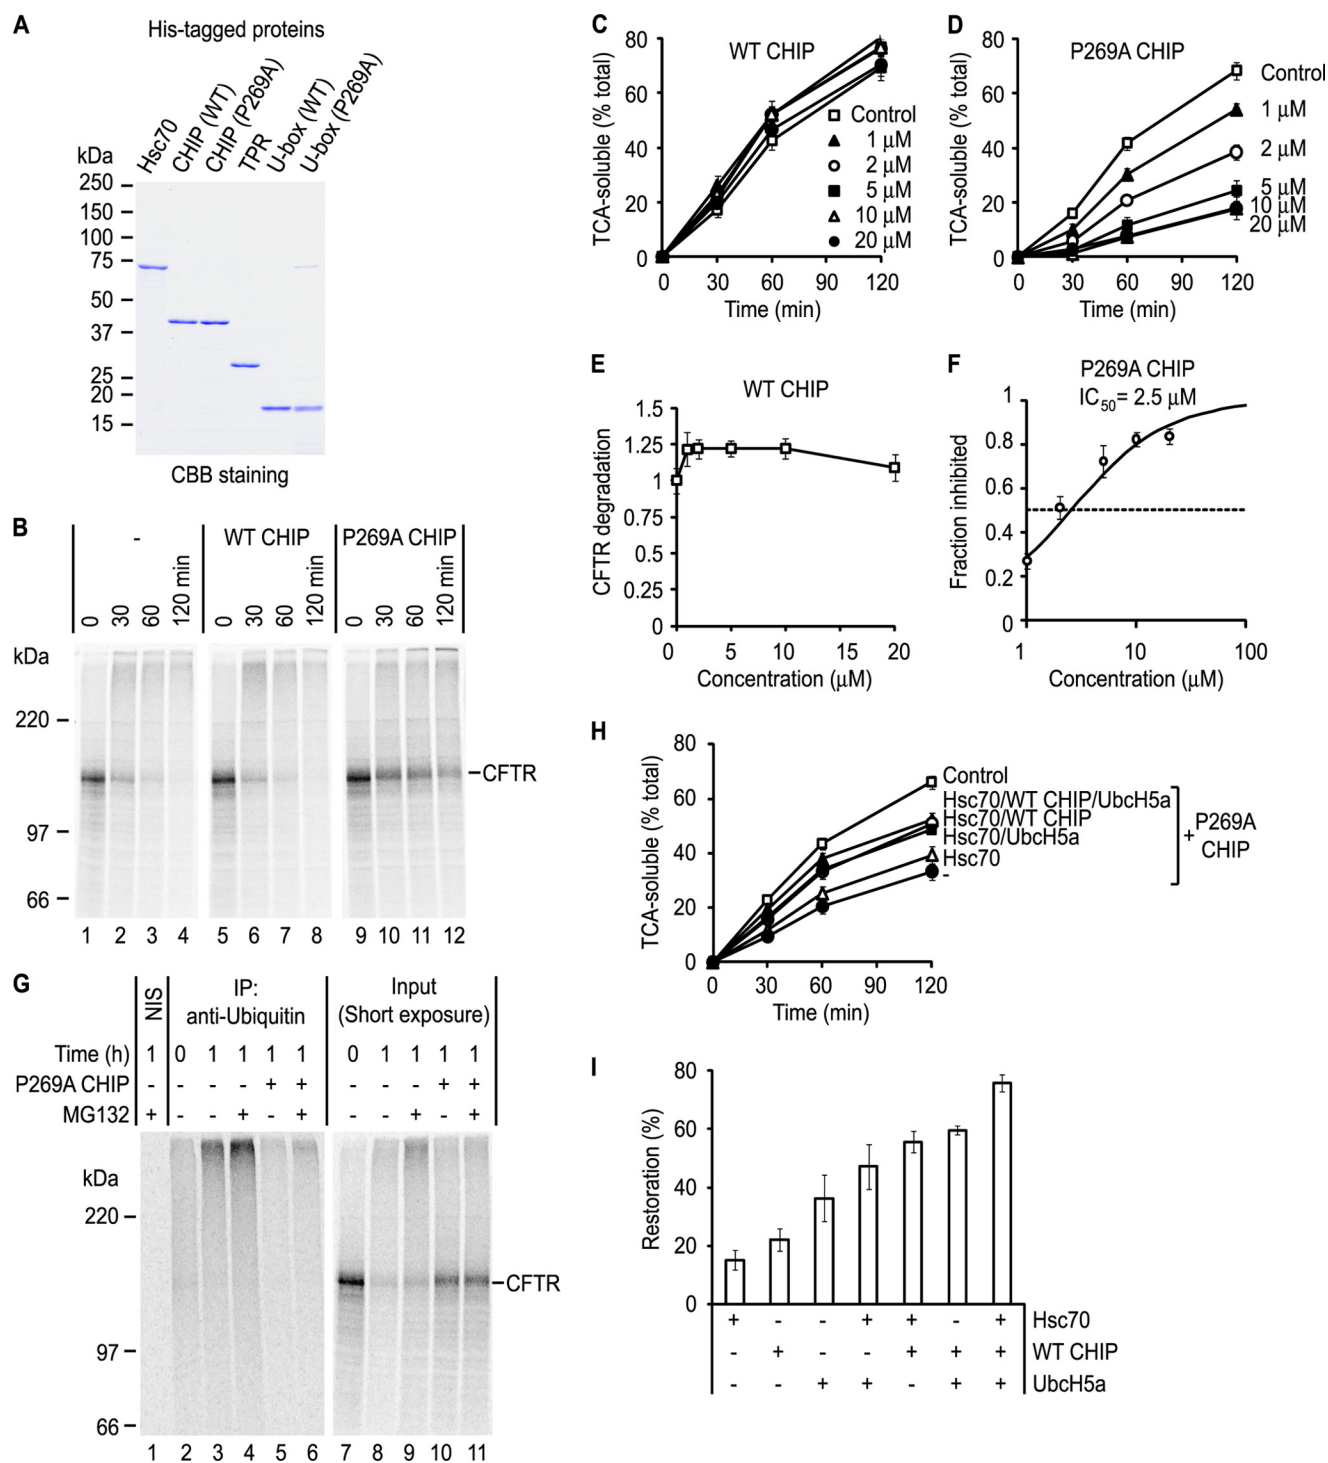 A
His-tagged proteins
Hsc70
CHIP (WT)
CHIP (P269A)
TPR
U-box (WT)
U-box (P269A)
kDa
250
150
100
75
50
37
25
20
15
CBB staining
B
-
WT CHIP
P269A CHIP
0 30 60 120 min
0 30 60 120 min
0 30 60 120 min
kDa
220
97
66
CFTR
1 2 3 4 5 6 7 8 9 10 11 12
C
WT CHIP
TCA-soluble (% total)
80
60
40
20
0
Control
1 µM
2 µM
5 µM
10 µM
20 µM
0 30 60 90 120
Time (min)
D
P269A CHIP
TCA-soluble (% total)
80
60
40
20
0
Control
1 µM
2 µM
5 µM
10 µM
20 µM
0 30 60 90 120
Time (min)
E
WT CHIP
CFTR degradation
1.5
1.25
1
0.75
0.5
0.25
0
0 5 10 15 20
Concentration (µM)
F
P269A CHIP
IC50= 2.5 µM
Fraction inhibited
1
0.8
0.6
0.4
0.2
0
1 10 100
Concentration (µM)
G
NIS
IP:
anti-Ubiquitin
Input
(Short exposure)
Time (h) 1 0 1 1 1 1 0 1 1 1 1
P269A CHIP - - - - + + - - - + +
MG132 + - - + - + - - + - +
kDa
220
97
66
CFTR
1 2 3 4 5 6 7 8 9 10 11
H
TCA-soluble (% total)
80
60
40
20
0
Control
Hsc70/WT CHIP/UbcH5a
Hsc70/WT CHIP
Hsc70/UbcH5a
Hsc70
-
+ P269A
CHIP
0 30 60 90 120
Time (min)
I
Restoration (%)
80
60
40
20
0
+ - - + + - + Hsc70
- + - - + + + WT CHIP
- - + + - + + UbcH5a